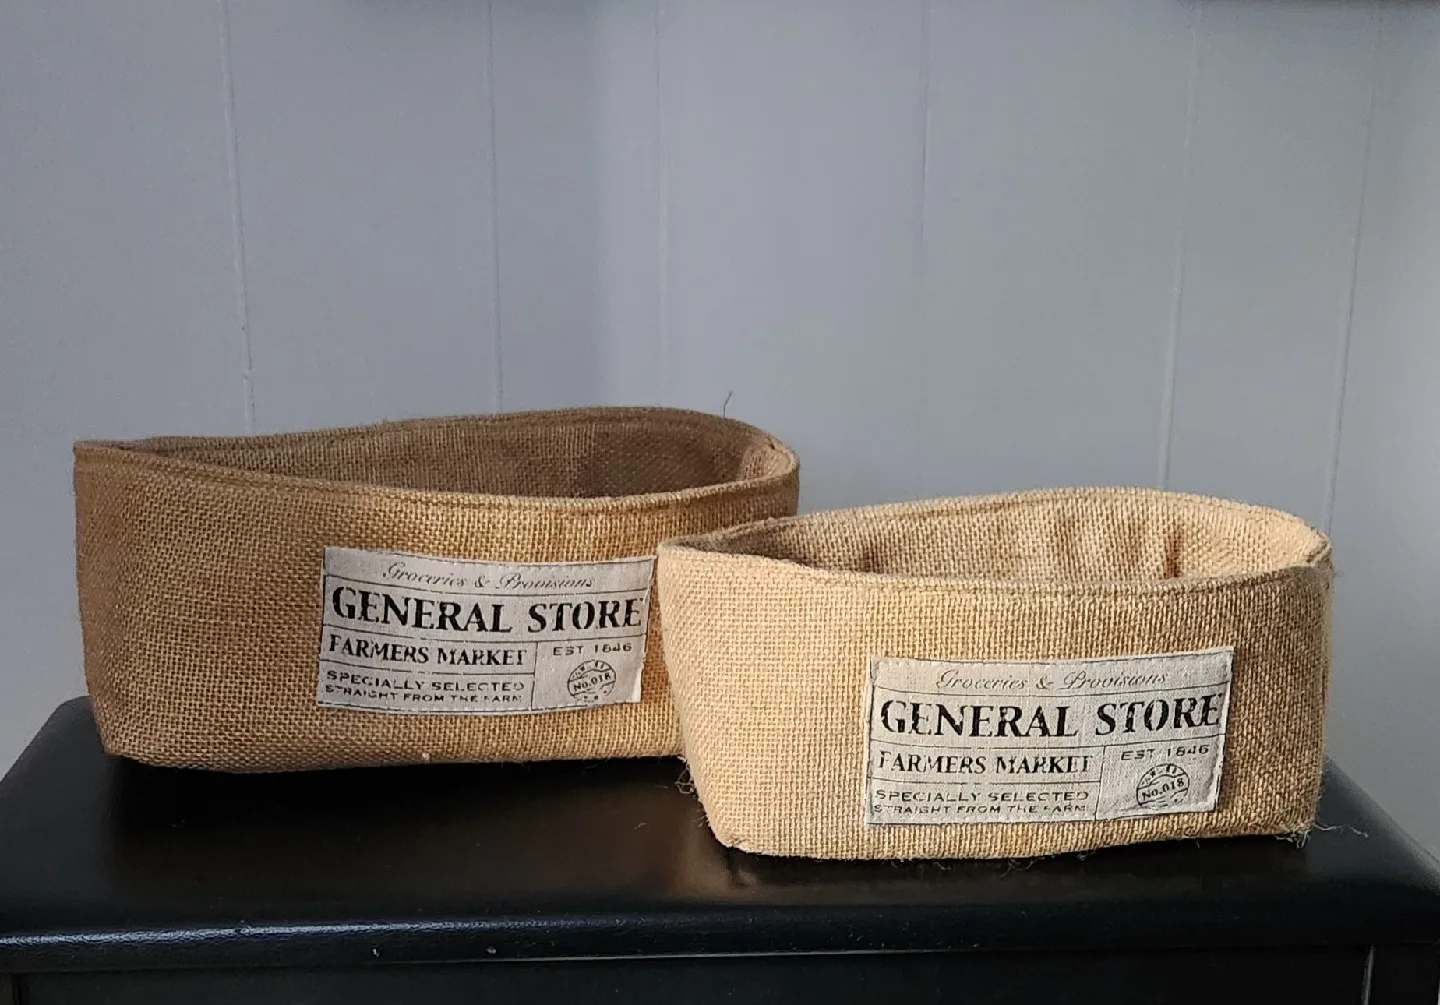 Groceries & Provisions
GENERAL STORE
FARMERS MARKET
EST 1846
SPECIALLY SELECTED
STRAIGHT FROM THE FARM
No.018
Groceries & Provisions
GENERAL STORE
FARMERS MARKET
EST 1846
SPECIALLY SELECTED
STRAIGHT FROM THE FARM
No.018